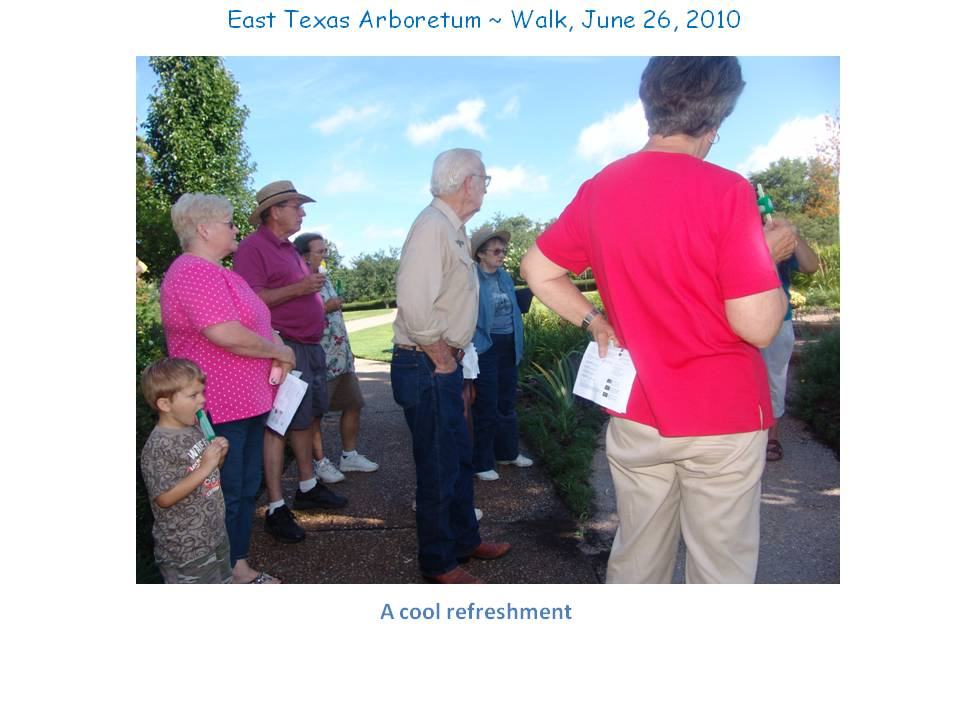 East Texas Arboretum ~ Walk, June 26, 2010
A cool refreshment